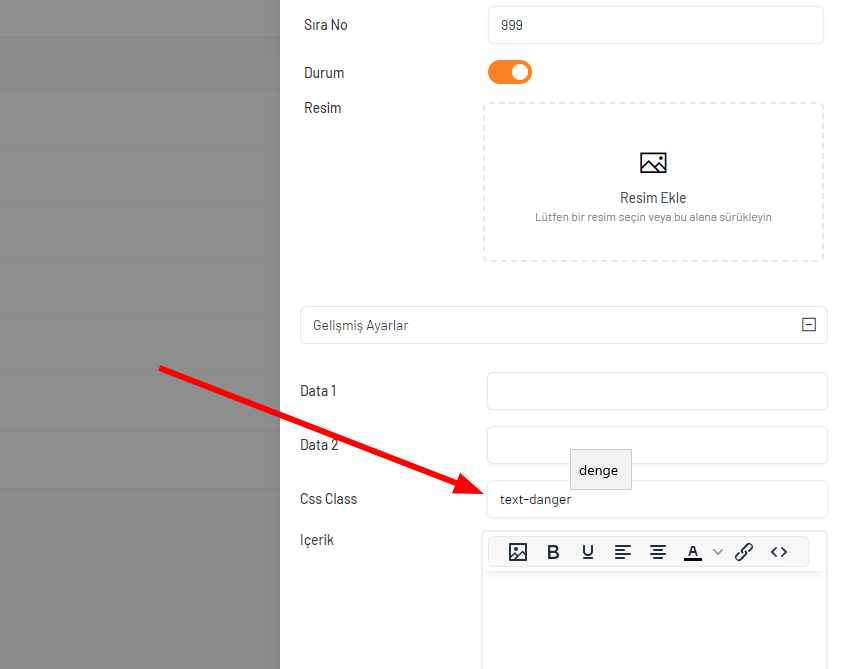 Sıra No
999
Durum
Resim
Resim Ekle
Lütfen bir resim seçin veya bu alana sürükleyin
Gelişmiş Ayarlar
Data 1
Data 2
denge
Css Class
text-danger
İçerik
B U A